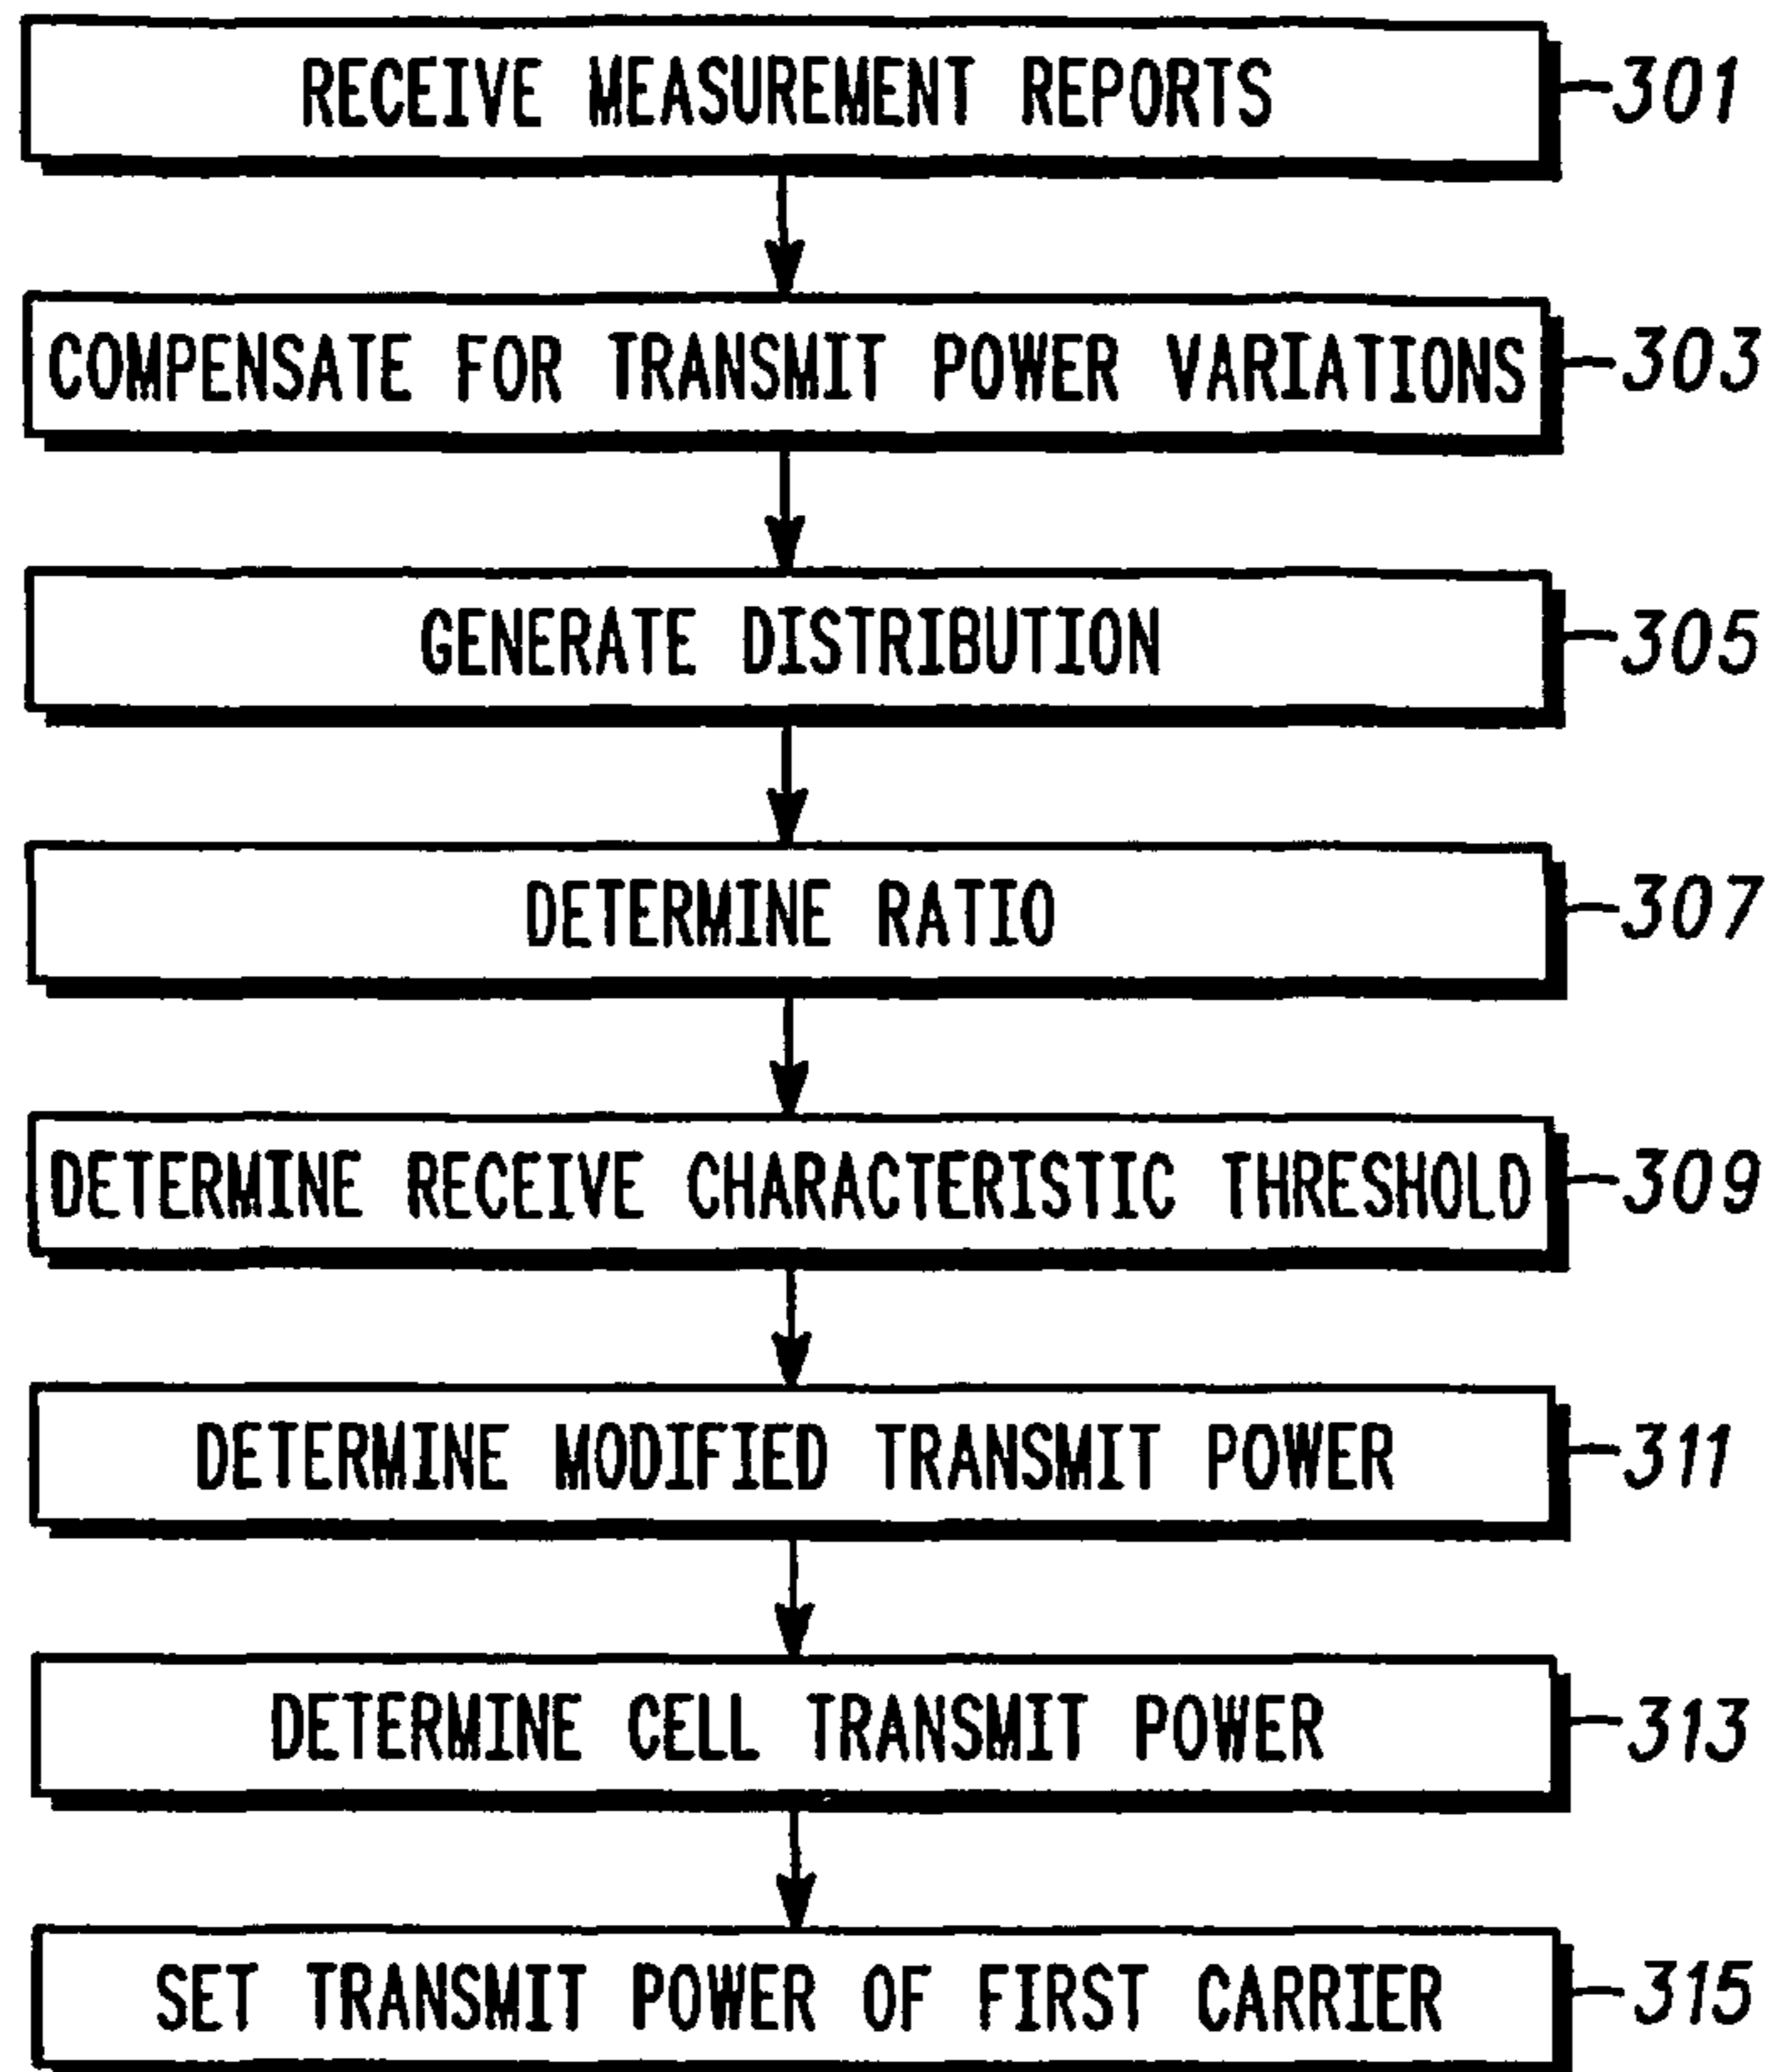 RECEIVE MEASUREMENT REPORTS 301
COMPENSATE FOR TRANSMIT POWER VARIATIONS 303
GENERATE DISTRIBUTION 305
DETERMINE RATIO 307
DETERMINE RECEIVE CHARACTERISTIC THRESHOLD 309
DETERMINE MODIFIED TRANSMIT POWER 311
DETERMINE CELL TRANSMIT POWER 313
SET TRANSMIT POWER OF FIRST CARRIER 315